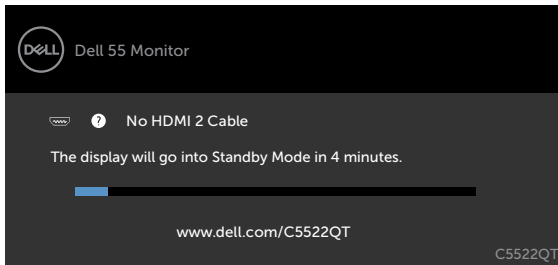 DELL
Dell 55 Monitor
? No HDMI 2 Cable
The display will go into Standby Mode in 4 minutes.
www.dell.com/C5522QT
C5522QT